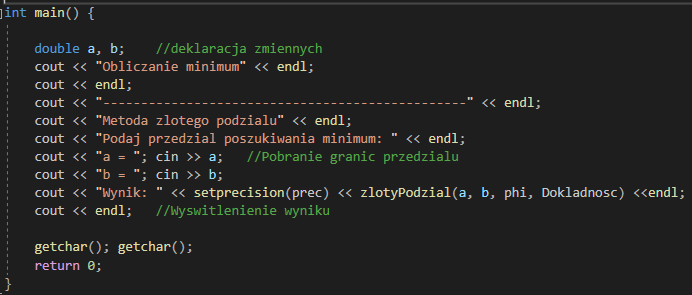 int main() {
double a, b;    //deklaracja zmiennych
cout << "Obliczanie minimum" << endl;
cout << endl;
cout << "-------------------------------------------------" << endl;
cout << "Metoda zlotego podzialu" << endl;
cout << "Podaj przedzial poszukiwania minimum: " << endl;
cout << "a = "; cin >> a;   //Pobranie granic przedzialu
cout << "b = "; cin >> b;
cout << "Wynik: " << setprecision(prec) << zlotyPodzial(a, b, phi, Dokladnosc) <<endl;
cout << endl;   //Wyswitlenienie wyniku
getchar(); getchar();
return 0;
}